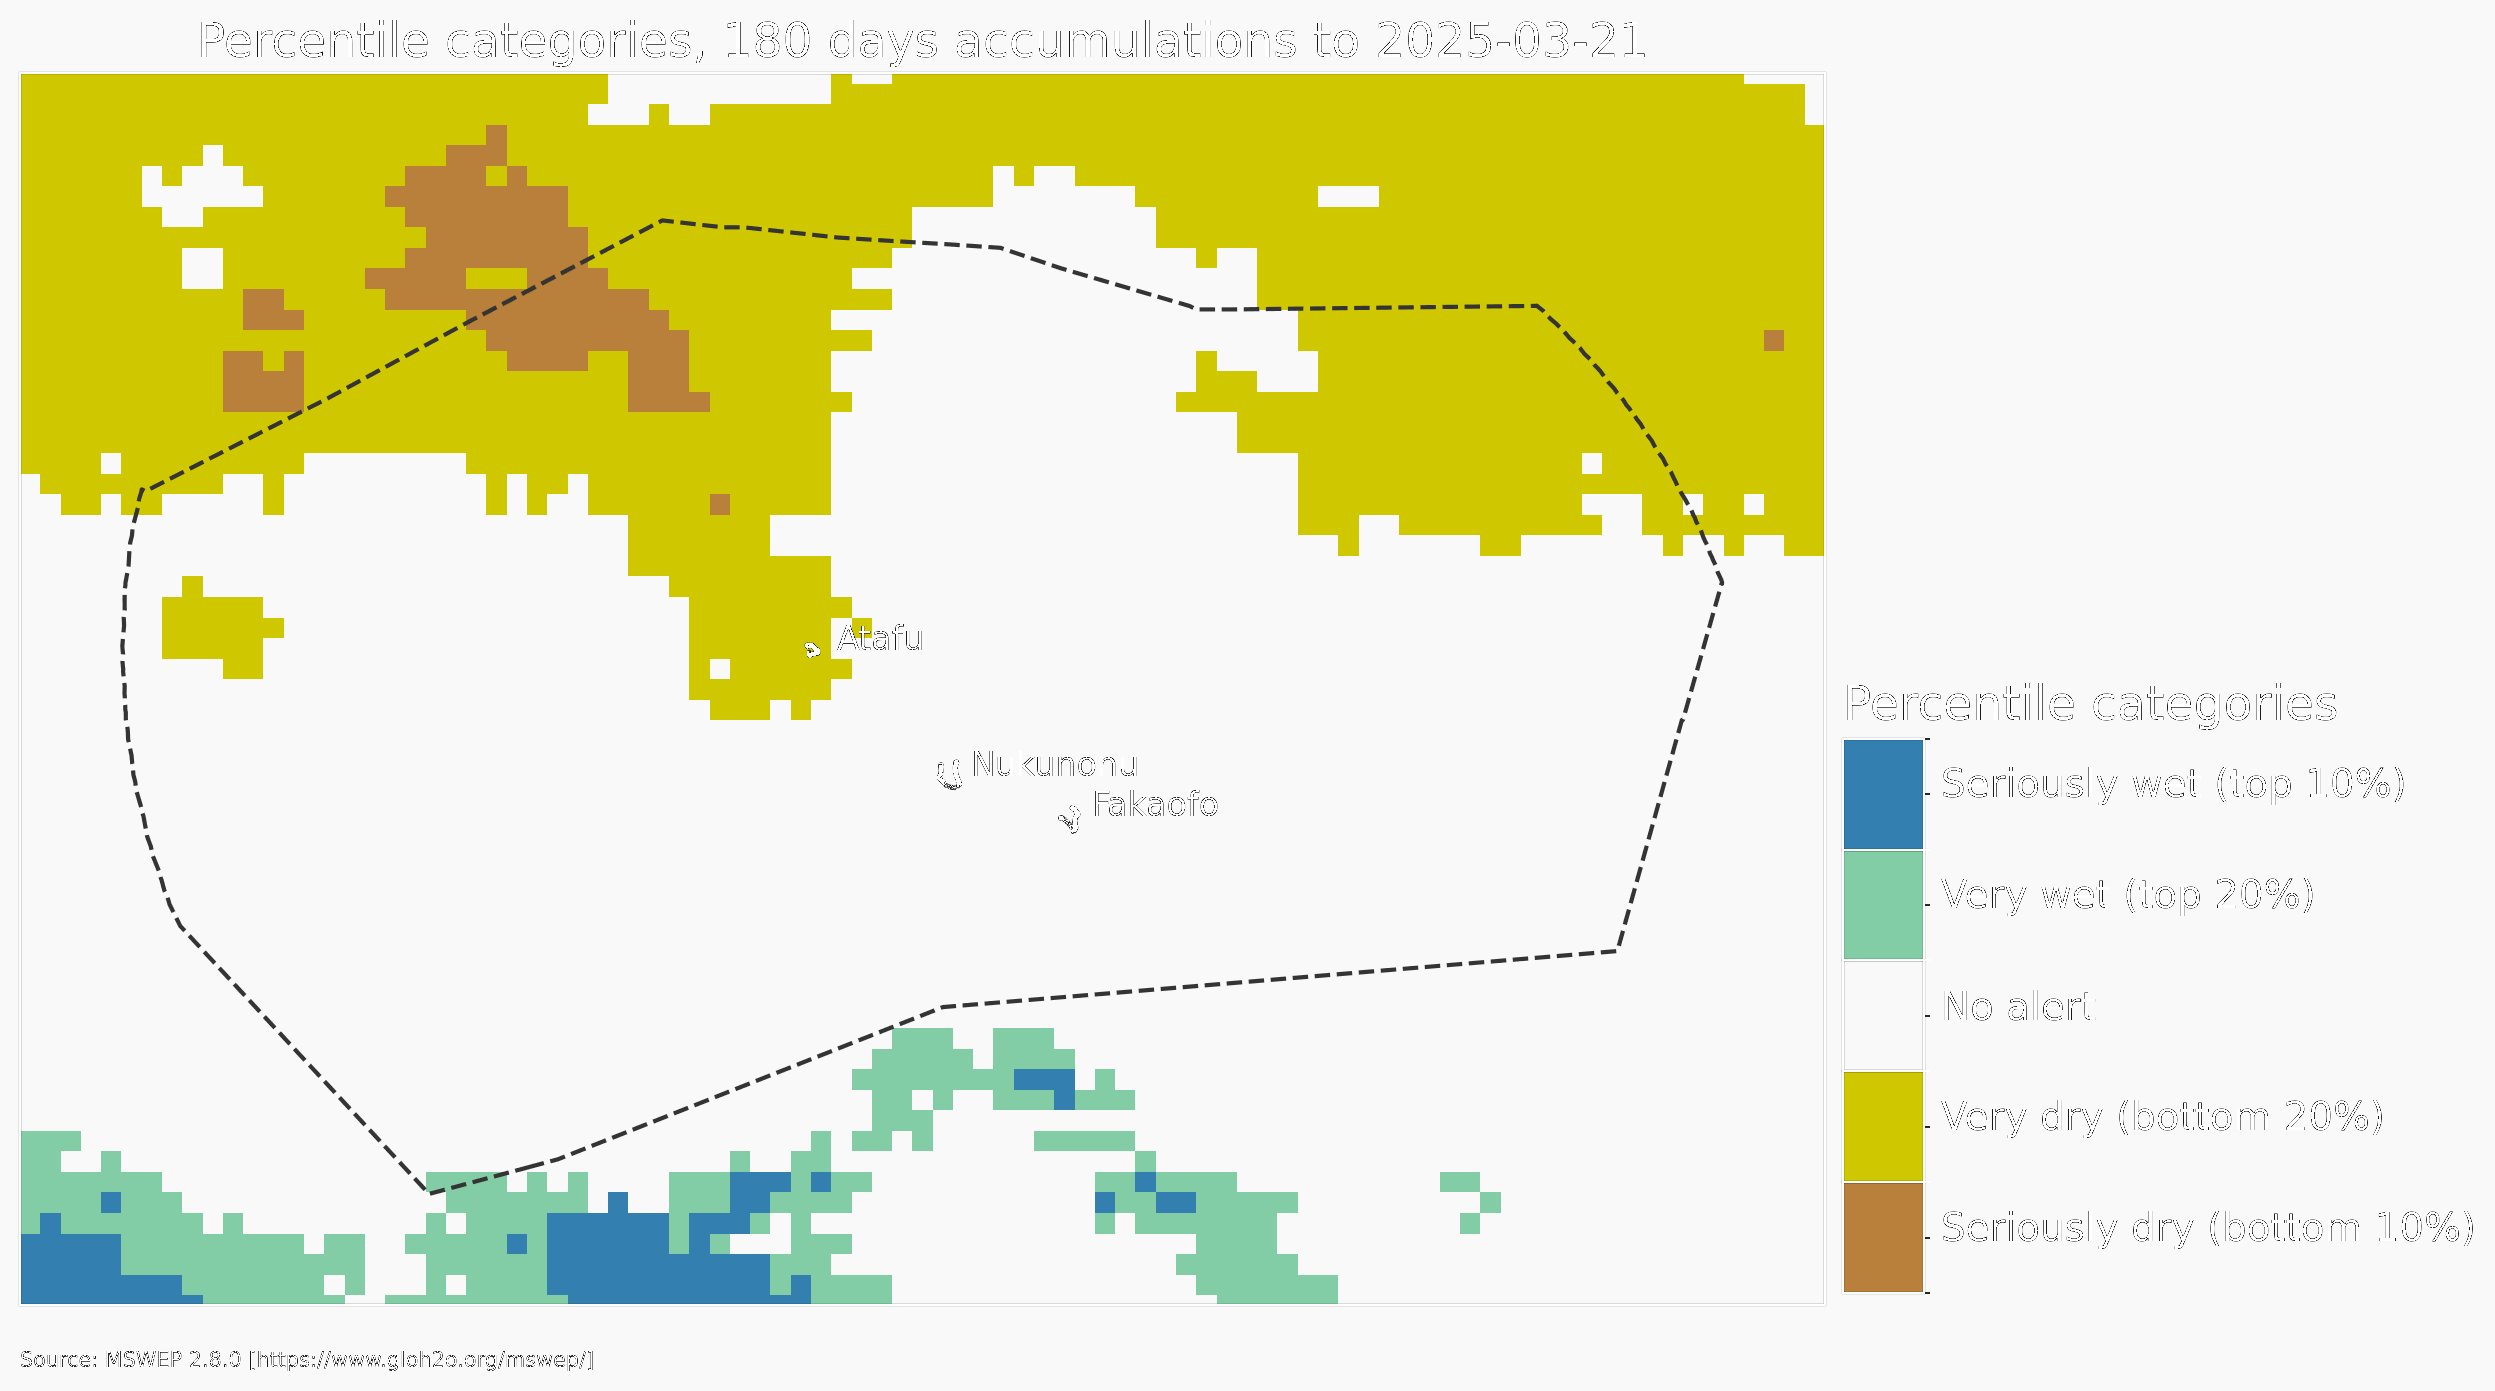 Percentile categories, 180 days accumulations to 2025-03-21
Atafu
Nukunonu
Fakaofo
Percentile categories
Seriously wet (top 10%)
Very wet (top 20%)
No alert
Very dry (bottom 20%)
Seriously dry (bottom 10%)
Source: MSWEP 2.8.0 [https://www.gloh2o.org/mswep/]